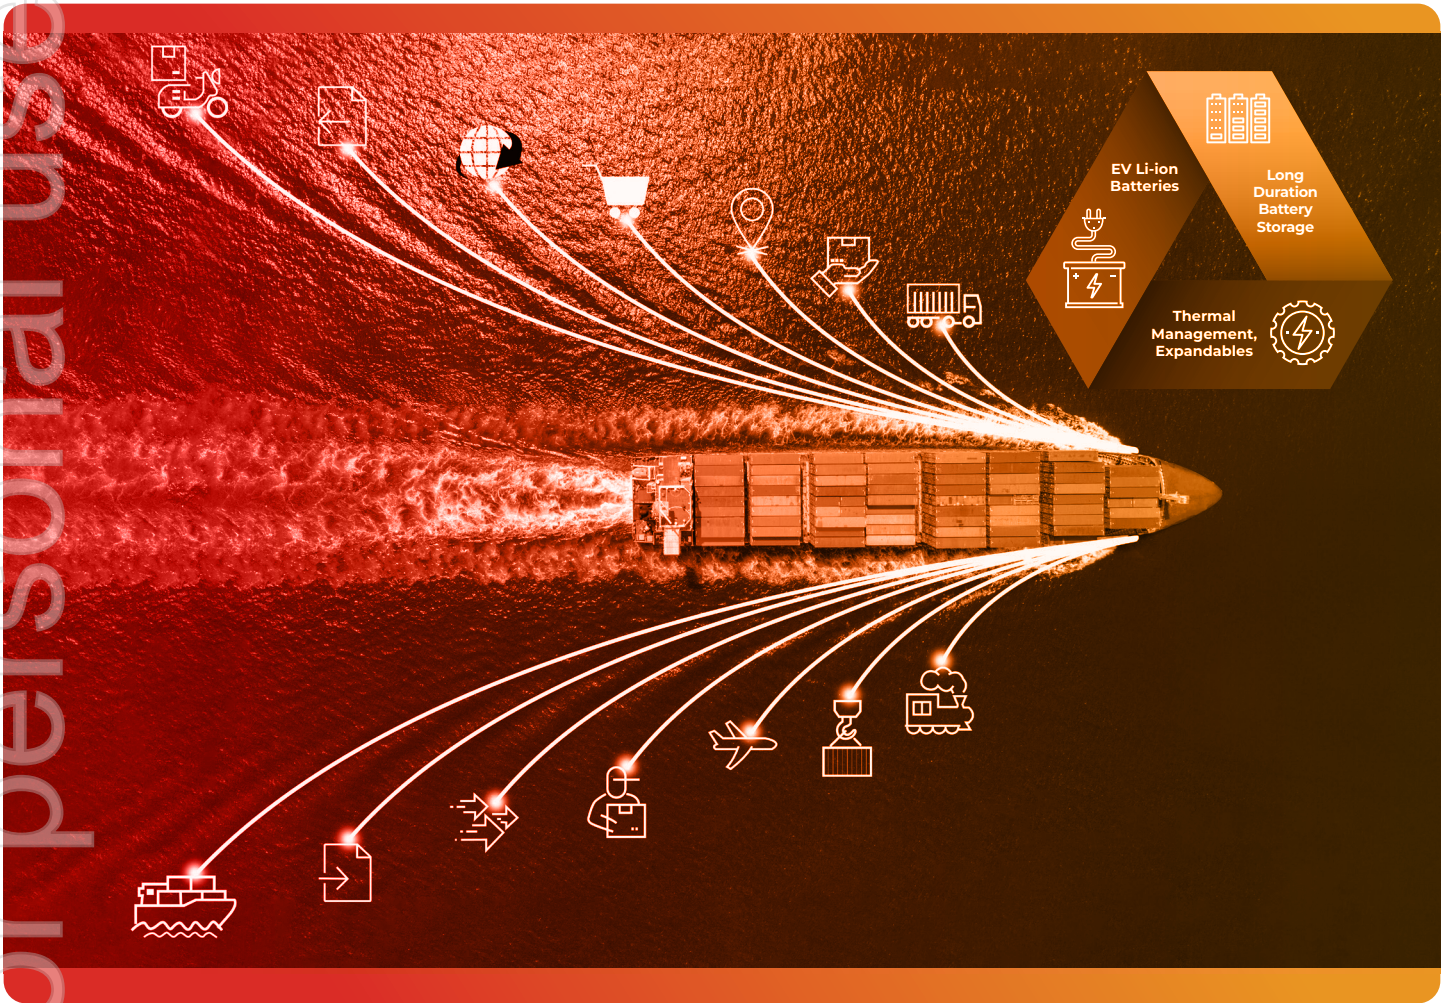 or personal use
EV Li-ion
Batteries
Long
Duration
Battery
Storage
Thermal
Management,
Expandables